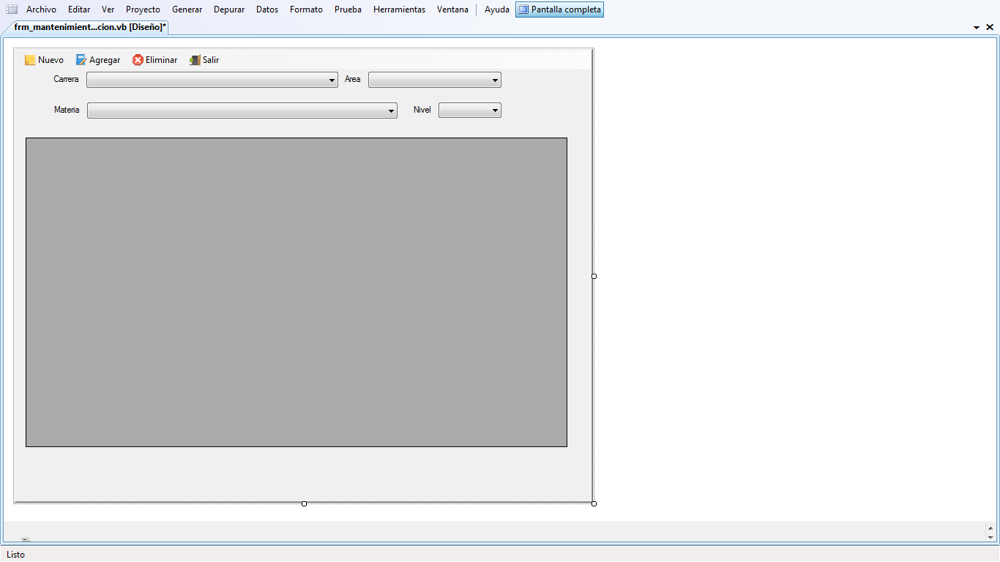 Archivo Editar Ver Proyecto Generar Depurar Datos Formato Prueba Herramientas Ventana Ayuda Pantalla completa
frm_mantenimient...cion.vb [Diseño]*
Nuevo Agregar Eliminar Salir
Carrera Area
Materia Nivel
Listo